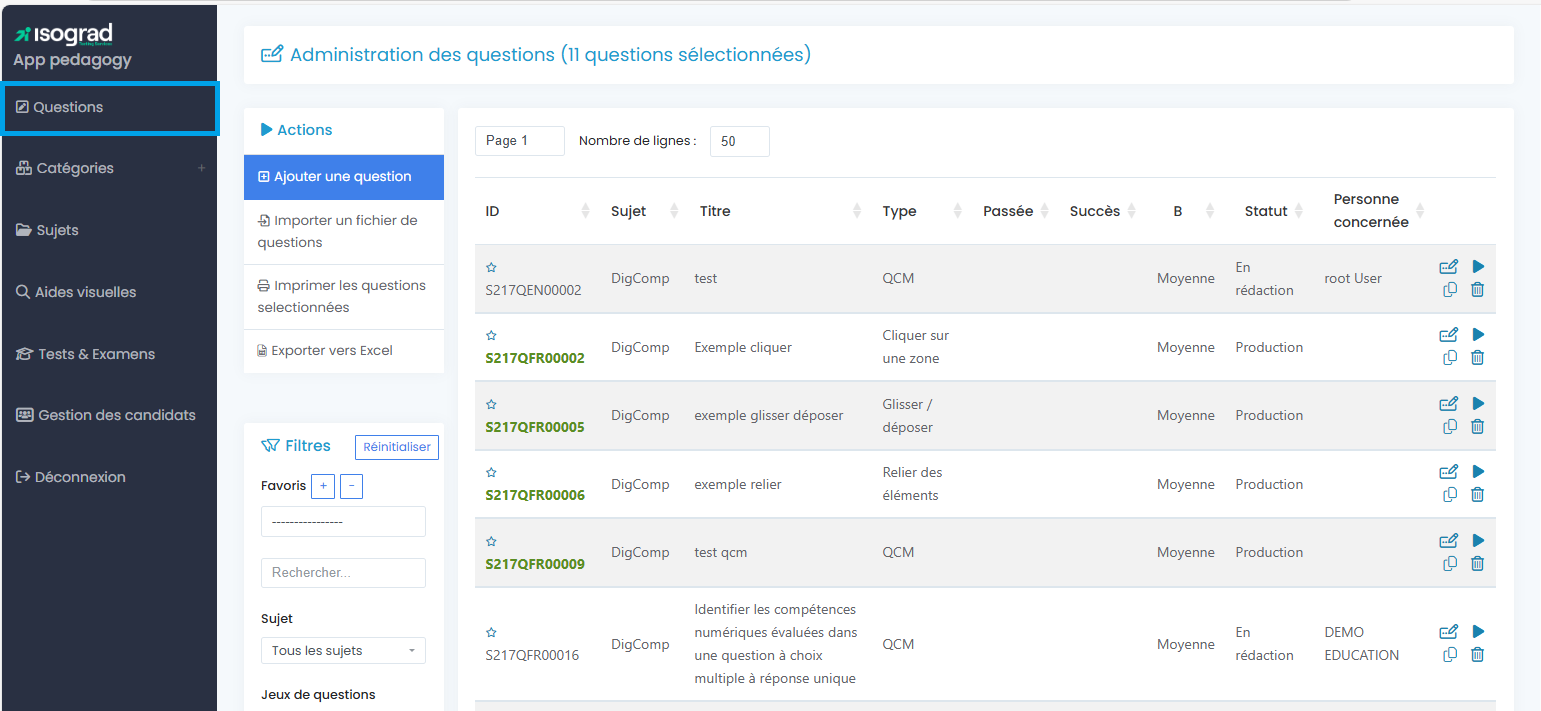 isograd
App pedagogy
Questions
Catégories +
Sujets
Aides visuelles
Tests & Examens
Gestion des candidats
Déconnexion
Administration des questions (11 questions sélectionnées)
Actions
Ajouter une question
Importer un fichier de
questions
Imprimer les questions
selectionnées
Exporter vers Excel
Filtres
Réinitialiser
Favoris + -
----------------
Rechercher...
Sujet
Tous les sujets
Jeux de questions
Page 1 Nombre de lignes : 50
ID Sujet Titre Type Passée Succès B Statut Personne
concernée
S217QEN00002 DigComp test QCM Moyenne En
rédaction root User
S217QFR00002 DigComp Exemple cliquer Cliquer sur
une zone Moyenne Production
S217QFR00005 DigComp exemple glisser déposer Glisser /
déposer Moyenne Production
S217QFR00006 DigComp exemple relier Relier des
éléments Moyenne Production
S217QFR00009 DigComp test qcm QCM Moyenne Production
S217QFR00016 DigComp Identifier les compétences
numériques évaluées dans
une question à choix
multiple à réponse unique QCM Moyenne En
rédaction DEMO
EDUCATION